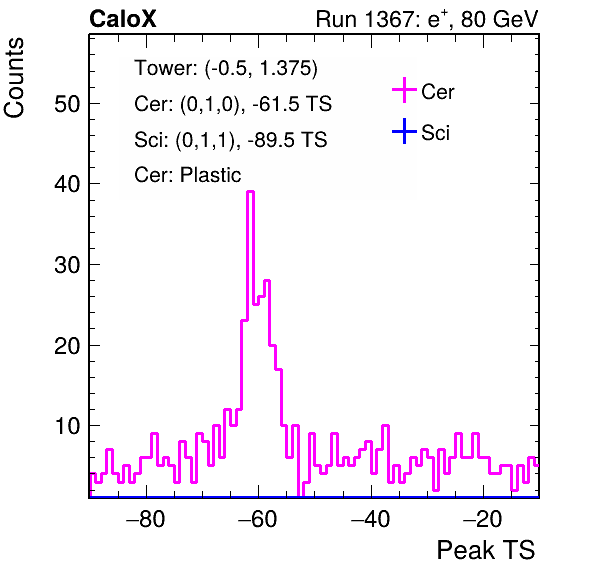 CaloX Run 1367: e+, 80 GeV
Counts
Tower: (-0.5, 1.375)
Cer: (0,1,0), -61.5 TS
Sci: (0,1,1), -89.5 TS
Cer: Plastic
Cer
Sci
50
40
30
20
10
−80 −60 −40 −20
Peak TS